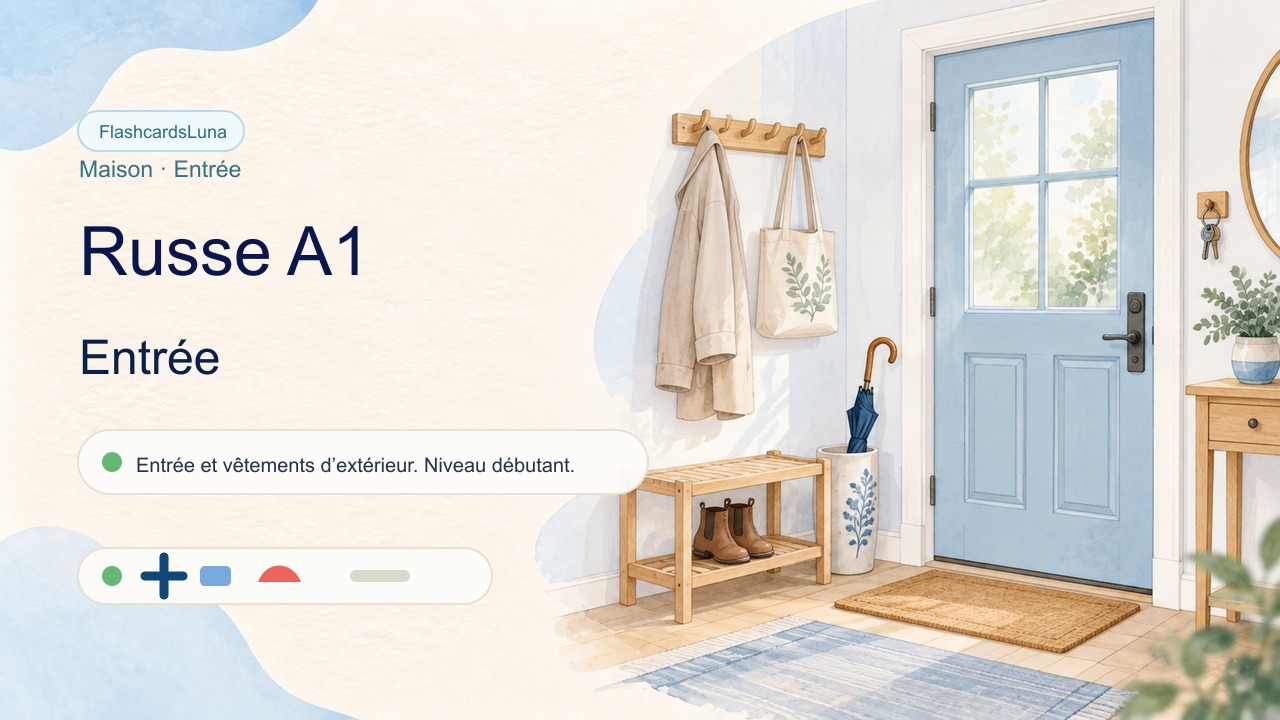 FlashcardsLuna
Maison · Entrée
Russe A1
Entrée
Entrée et vêtements d’extérieur. Niveau débutant.